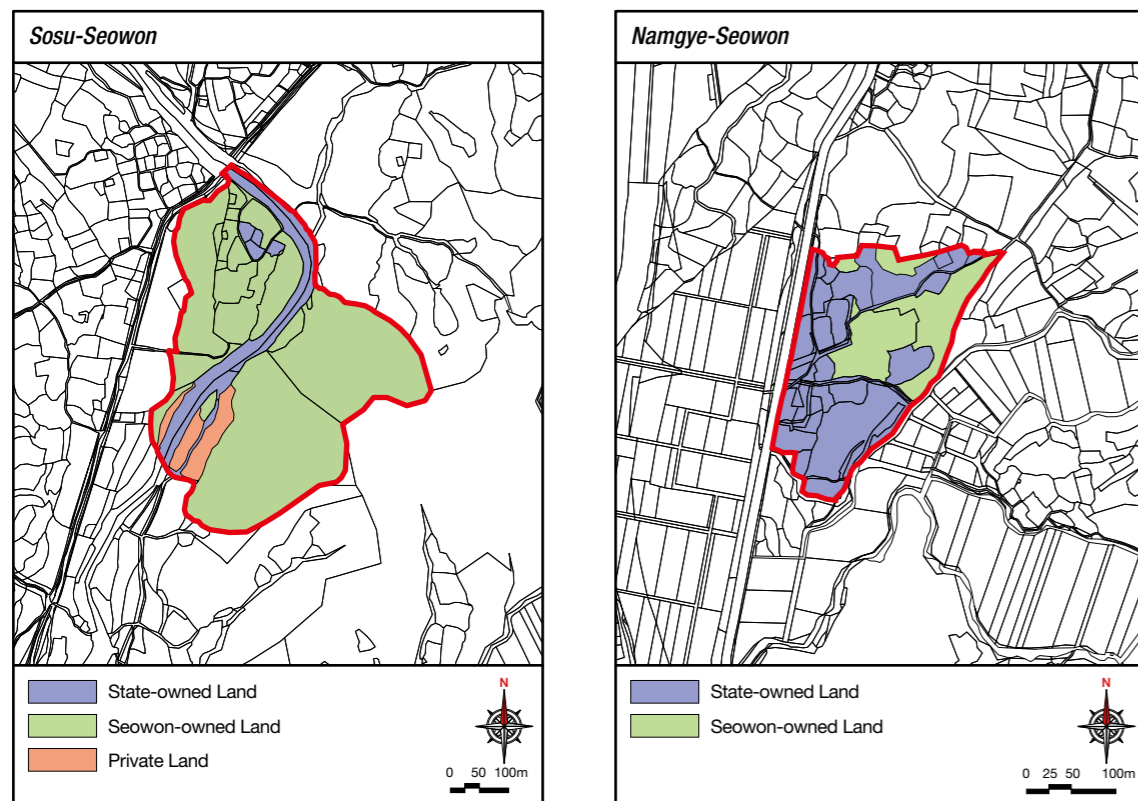 Sosu-Seowon
State-owned Land
Seowon-owned Land
Private Land
N
0 50 100m
Namgye-Seowon
State-owned Land
Seowon-owned Land
N
0 25 50 100m